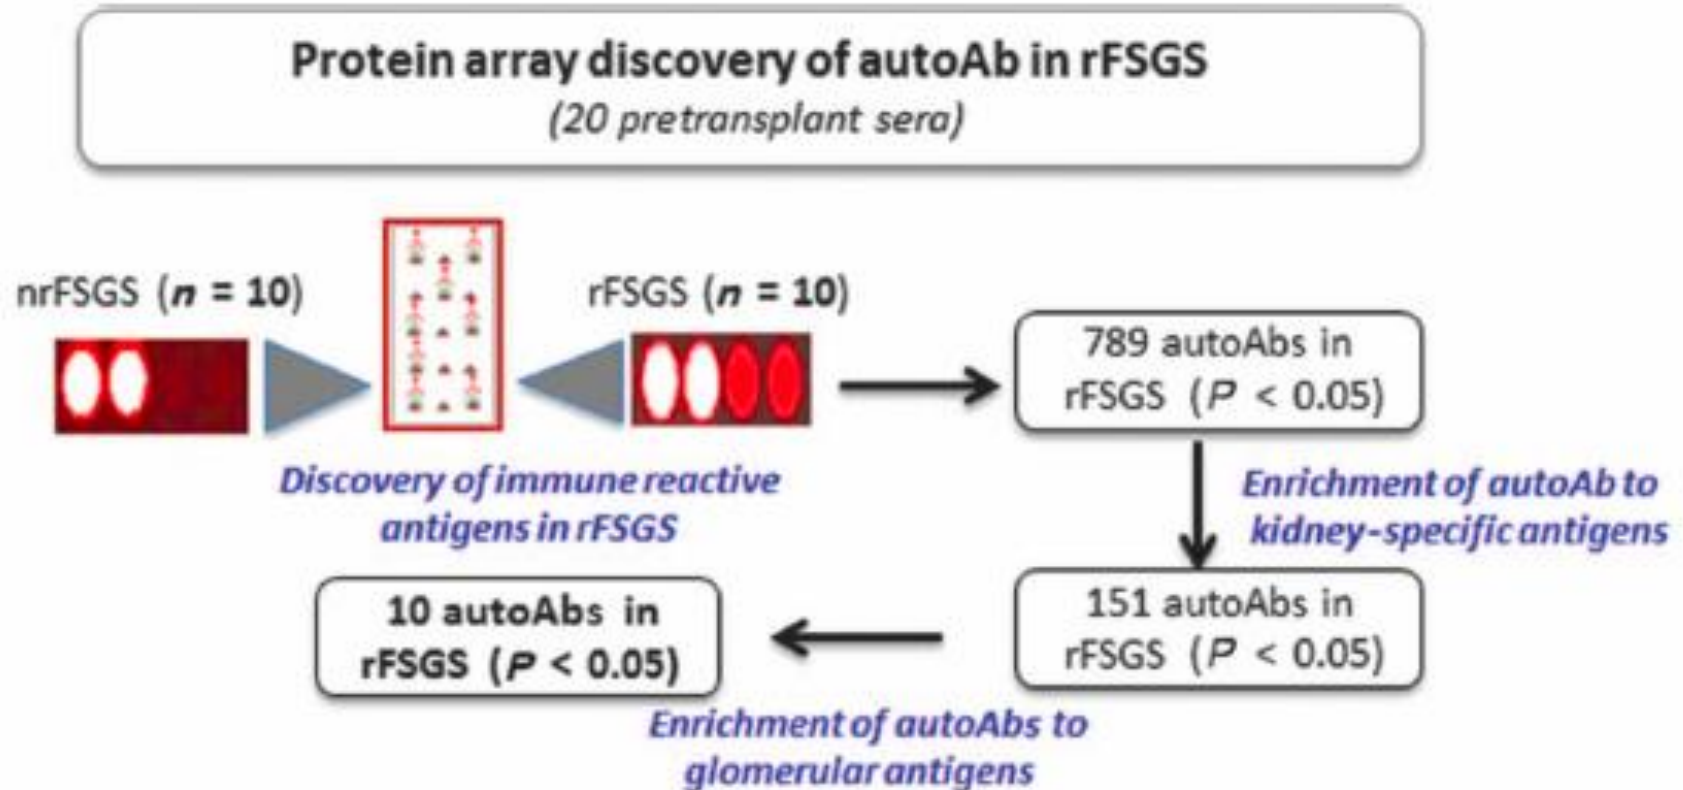 Protein array discovery of autoAb in rFSGS
(20 pretransplant sera)
nrFSGS (n = 10)
rFSGS (n = 10)
Discovery of immune reactive
antigens in rFSGS
789 autoAbs in
rFSGS (P < 0.05)
Enrichment of autoAb to
kidney-specific antigens
151 autoAbs in
rFSGS (P < 0.05)
10 autoAbs in
rFSGS (P < 0.05)
Enrichment of autoAbs to
glomerular antigens